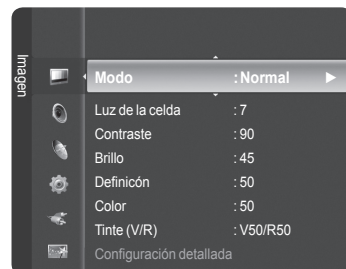 Imagen
Modo :Normal
Luz de la celda :7
Contraste :90
Brillo :45
Definicón :50
Color :50
Tinte (V/R) :V50/R50
Configuración detallada